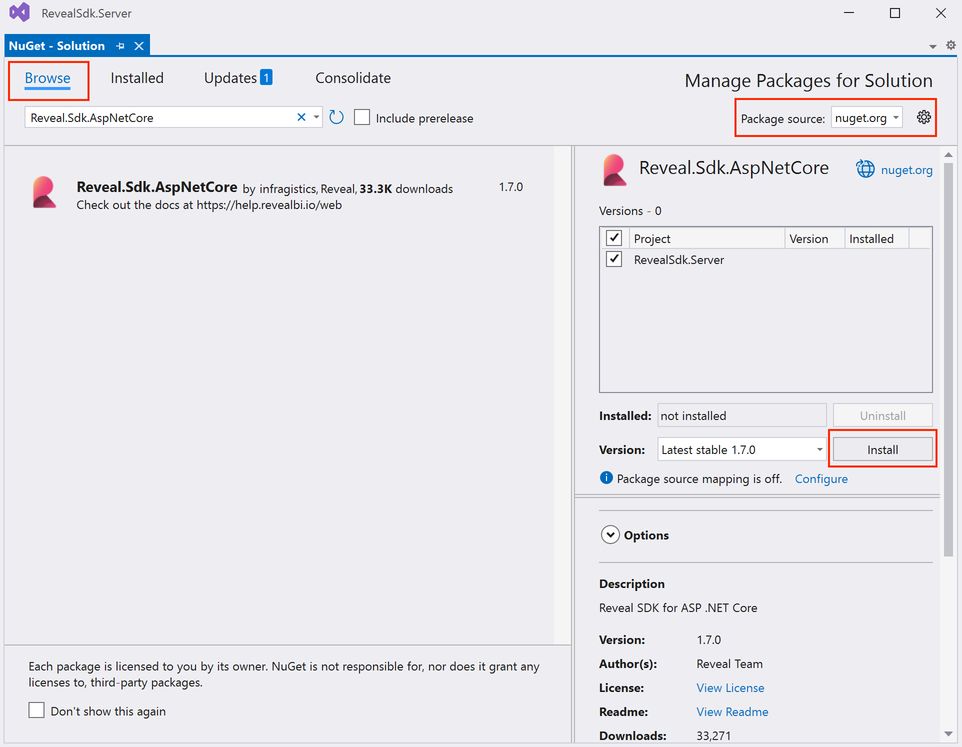 RevealSdk.Server
NuGet - Solution
Browse
Installed
Updates 1
Consolidate
Manage Packages for Solution
Reveal.Sdk.AspNetCore
Include prerelease
Package source: nuget.org
Reveal.Sdk.AspNetCore by infragistics, Reveal, 33.3K downloads
1.7.0
Check out the docs at https://help.revealbi.io/web
Reveal.Sdk.AspNetCore
nuget.org
Versions - 0
Project Version Installed
RevealSdk.Server
Installed: not installed Uninstall
Version: Latest stable 1.7.0 Install
Package source mapping is off. Configure
Options
Description
Reveal SDK for ASP .NET Core
Version: 1.7.0
Author(s): Reveal Team
License: View License
Readme: View Readme
Downloads: 33,271
Each package is licensed to you by its owner. NuGet is not responsible for, nor does it grant any
licenses to, third-party packages.
Don't show this again